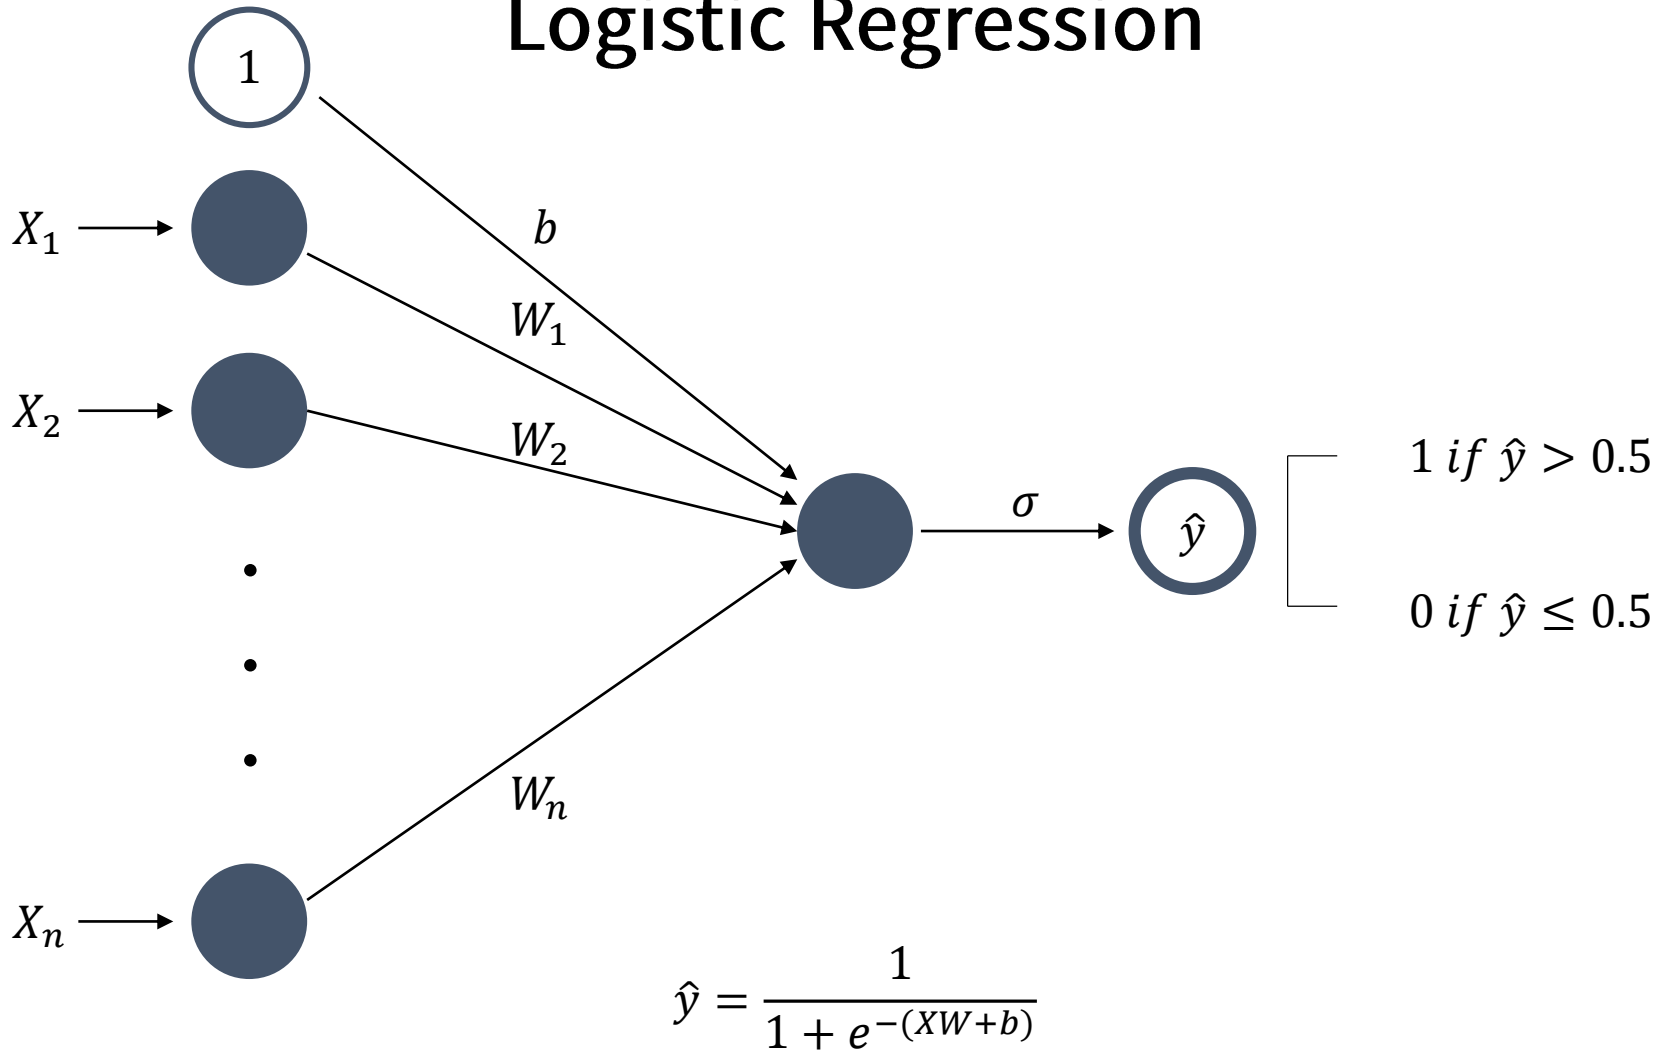 Logistic Regression
1
X₁
b
W₁
X₂
W₂
1 if ŷ > 0.5
σ
ŷ
0 if ŷ ≤ 0.5
Wₙ
Xₙ
ŷ = 1 / (1 + e^−(XW+b))